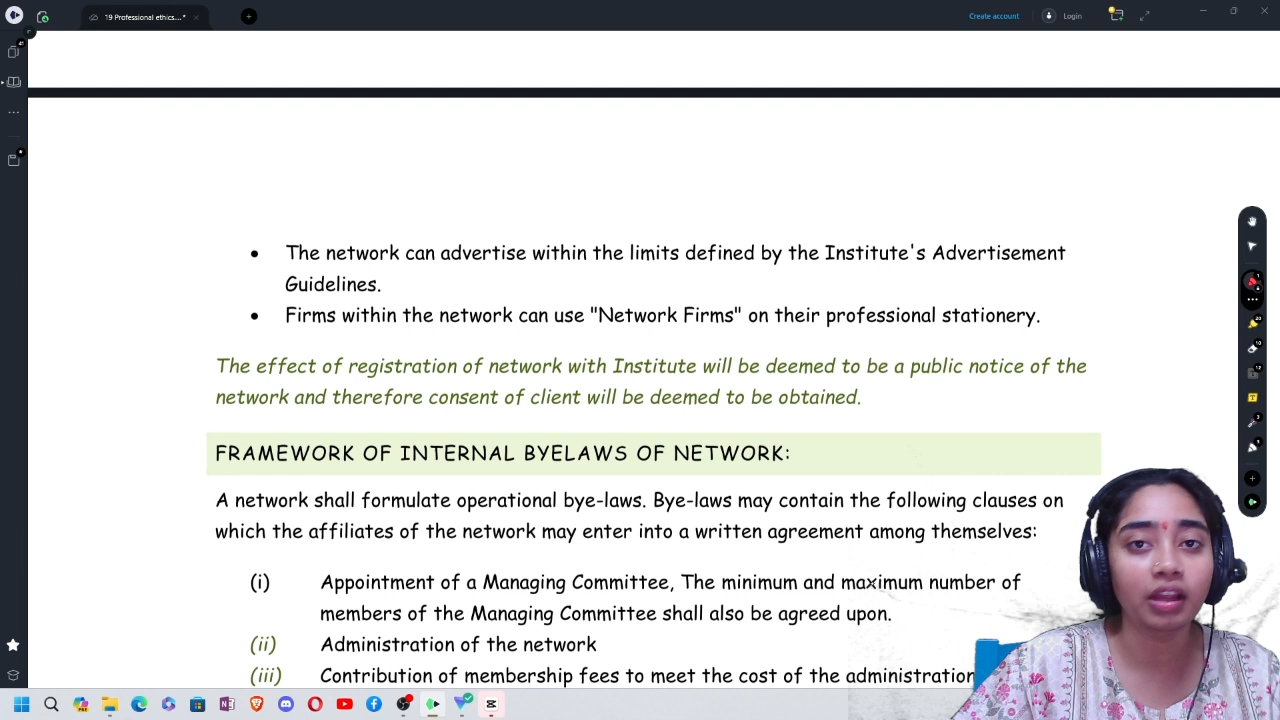 19 Professional ethics....*
Create account
Login
• The network can advertise within the limits defined by the Institute's Advertisement
Guidelines.
• Firms within the network can use "Network Firms" on their professional stationery.
The effect of registration of network with Institute will be deemed to be a public notice of the
network and therefore consent of client will be deemed to be obtained.
FRAMEWORK OF INTERNAL BYELAWS OF NETWORK:
A network shall formulate operational bye-laws. Bye-laws may contain the following clauses on
which the affiliates of the network may enter into a written agreement among themselves:
(i) Appointment of a Managing Committee, The minimum and maximum number of
members of the Managing Committee shall also be agreed upon.
(ii) Administration of the network
(iii) Contribution of membership fees to meet the cost of the administration